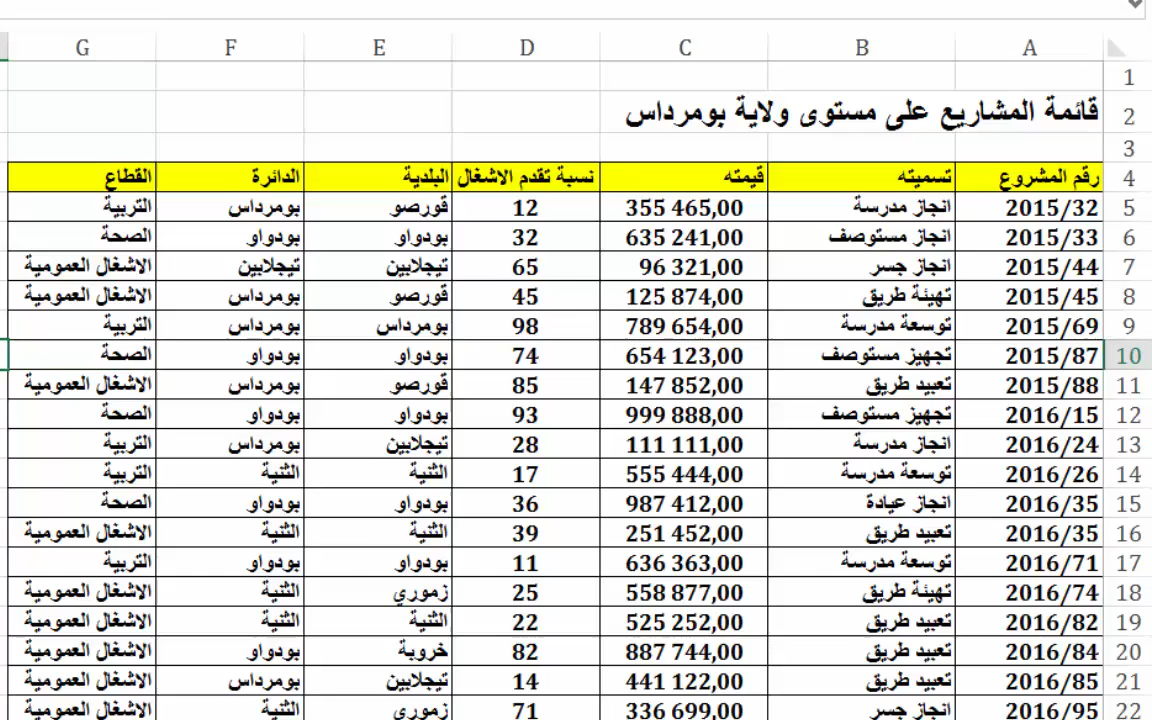 G F E D C B A
1
2 قائمة المشاريع على مستوى ولاية بومرداس
3
4 رقم المشروع تسميته قيمته نسبة تقدم الاشغال البلدية الدائرة القطاع
5 2015/32 انجاز مدرسة 355 465,00 12 قورصو بومرداس التربية
6 2015/33 انجاز مستوصف 635 241,00 32 بودواو بودواو الصحة
7 2015/44 انجاز جسر 96 321,00 65 تيجلابين تيجلابين الاشغال العمومية
8 2015/45 تهيئة طريق 125 874,00 45 قورصو بومرداس الاشغال العمومية
9 2015/69 توسعة مدرسة 789 654,00 98 بومرداس بومرداس التربية
10 2015/87 تجهيز مستوصف 654 123,00 74 بودواو بودواو الصحة
11 2015/88 تعبيد طريق 147 852,00 85 قورصو بومرداس الاشغال العمومية
12 2016/15 تجهيز مستوصف 999 888,00 93 بودواو بودواو الصحة
13 2016/24 انجاز مدرسة 111 111,00 28 تيجلابين بومرداس التربية
14 2016/26 توسعة مدرسة 555 444,00 17 الثنية الثنية التربية
15 2016/35 انجاز عيادة 987 412,00 36 بودواو بودواو الصحة
16 2016/35 تعبيد طريق 251 452,00 39 الثنية الثنية الاشغال العمومية
17 2016/71 توسعة مدرسة 636 363,00 11 بودواو بودواو التربية
18 2016/74 تهيئة طريق 558 877,00 25 زموري الثنية الاشغال العمومية
19 2016/82 تعبيد طريق 525 252,00 22 الثنية الثنية الاشغال العمومية
20 2016/84 تعبيد طريق 887 744,00 82 خروبة بودواو الاشغال العمومية
21 2016/85 تعبيد طريق 441 122,00 14 تيجلابين بومرداس الاشغال العمومية
22 2016/95 انجاز جسر 336 699,00 71 زموري الثنية الاشغال العمومية